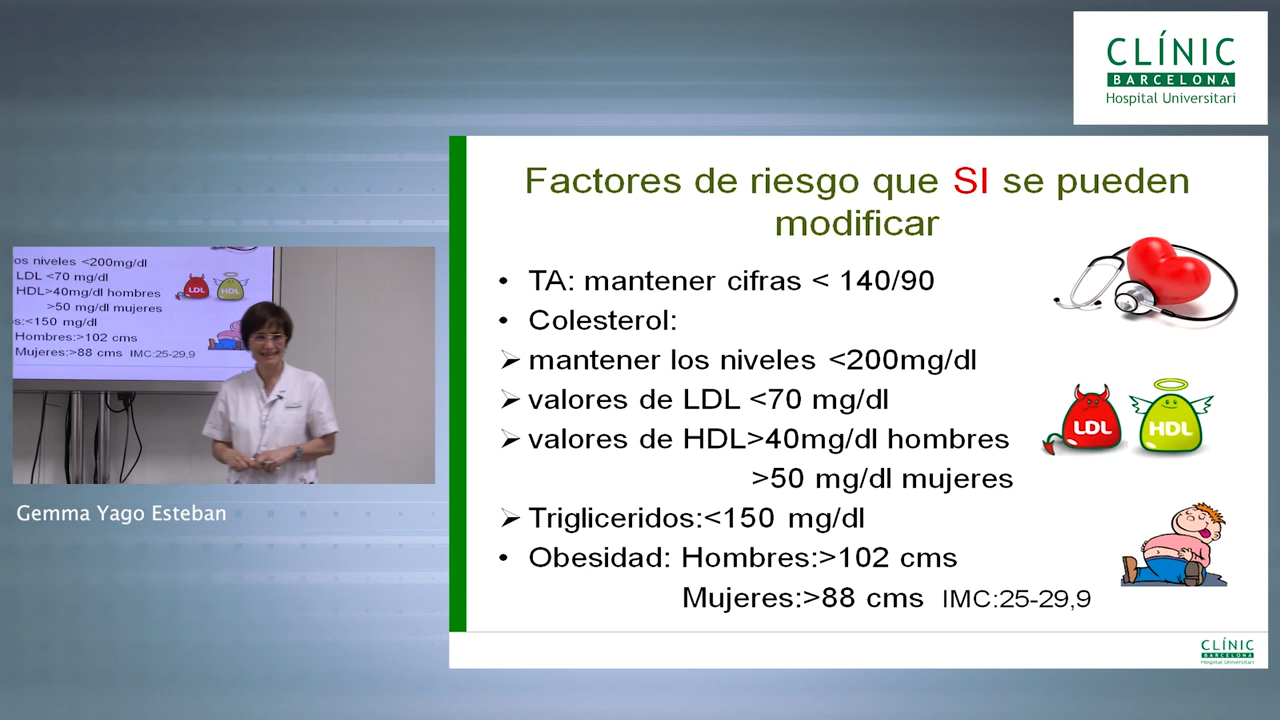 CLÍNIC
BARCELONA
Hospital Universitari
Factores de riesgo que SI se pueden
modificar
• TA: mantener cifras < 140/90
• Colesterol:
➢ mantener los niveles <200mg/dl
➢ valores de LDL <70 mg/dl
➢ valores de HDL>40mg/dl hombres
>50 mg/dl mujeres
➢ Trigliceridos:<150 mg/dl
• Obesidad: Hombres:>102 cms
Mujeres:>88 cms IMC:25-29,9
LDL
HDL
CLÍNIC
BARCELONA
Hospital Universitari
os niveles <200mg/dl
LDL <70 mg/dl
HDL>40mg/dl hombres
>50 mg/dl mujeres
s:<150 mg/dl
Hombres:>102 cms
Mujeres:>88 cms IMC:25-29,9
LDL
HDL
Gemma Yago Esteban